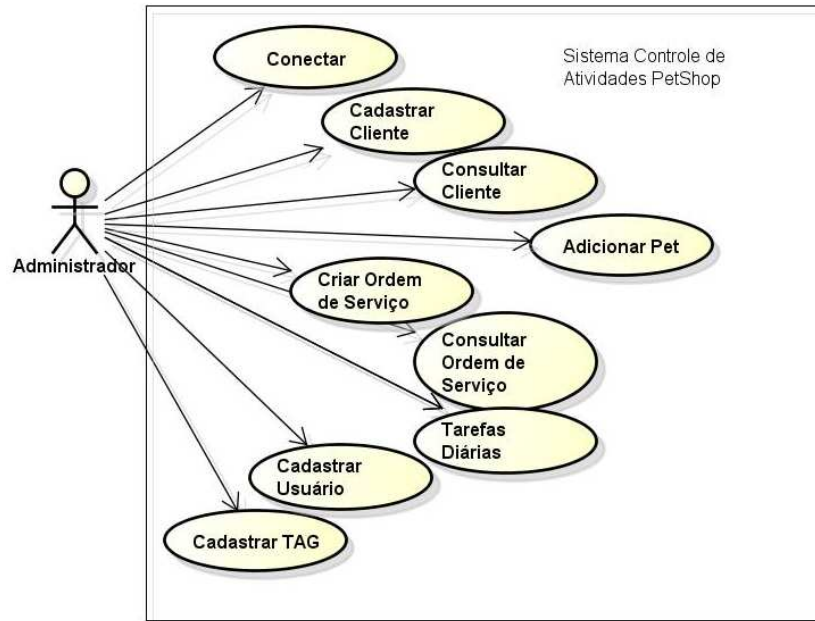 Sistema Controle de
Atividades PetShop
Conectar
Cadastrar
Cliente
Consultar
Cliente
Adicionar Pet
Administrador
Criar Ordem
de Serviço
Consultar
Ordem de
Serviço
Tarefas
Diárias
Cadastrar
Usuário
Cadastrar TAG